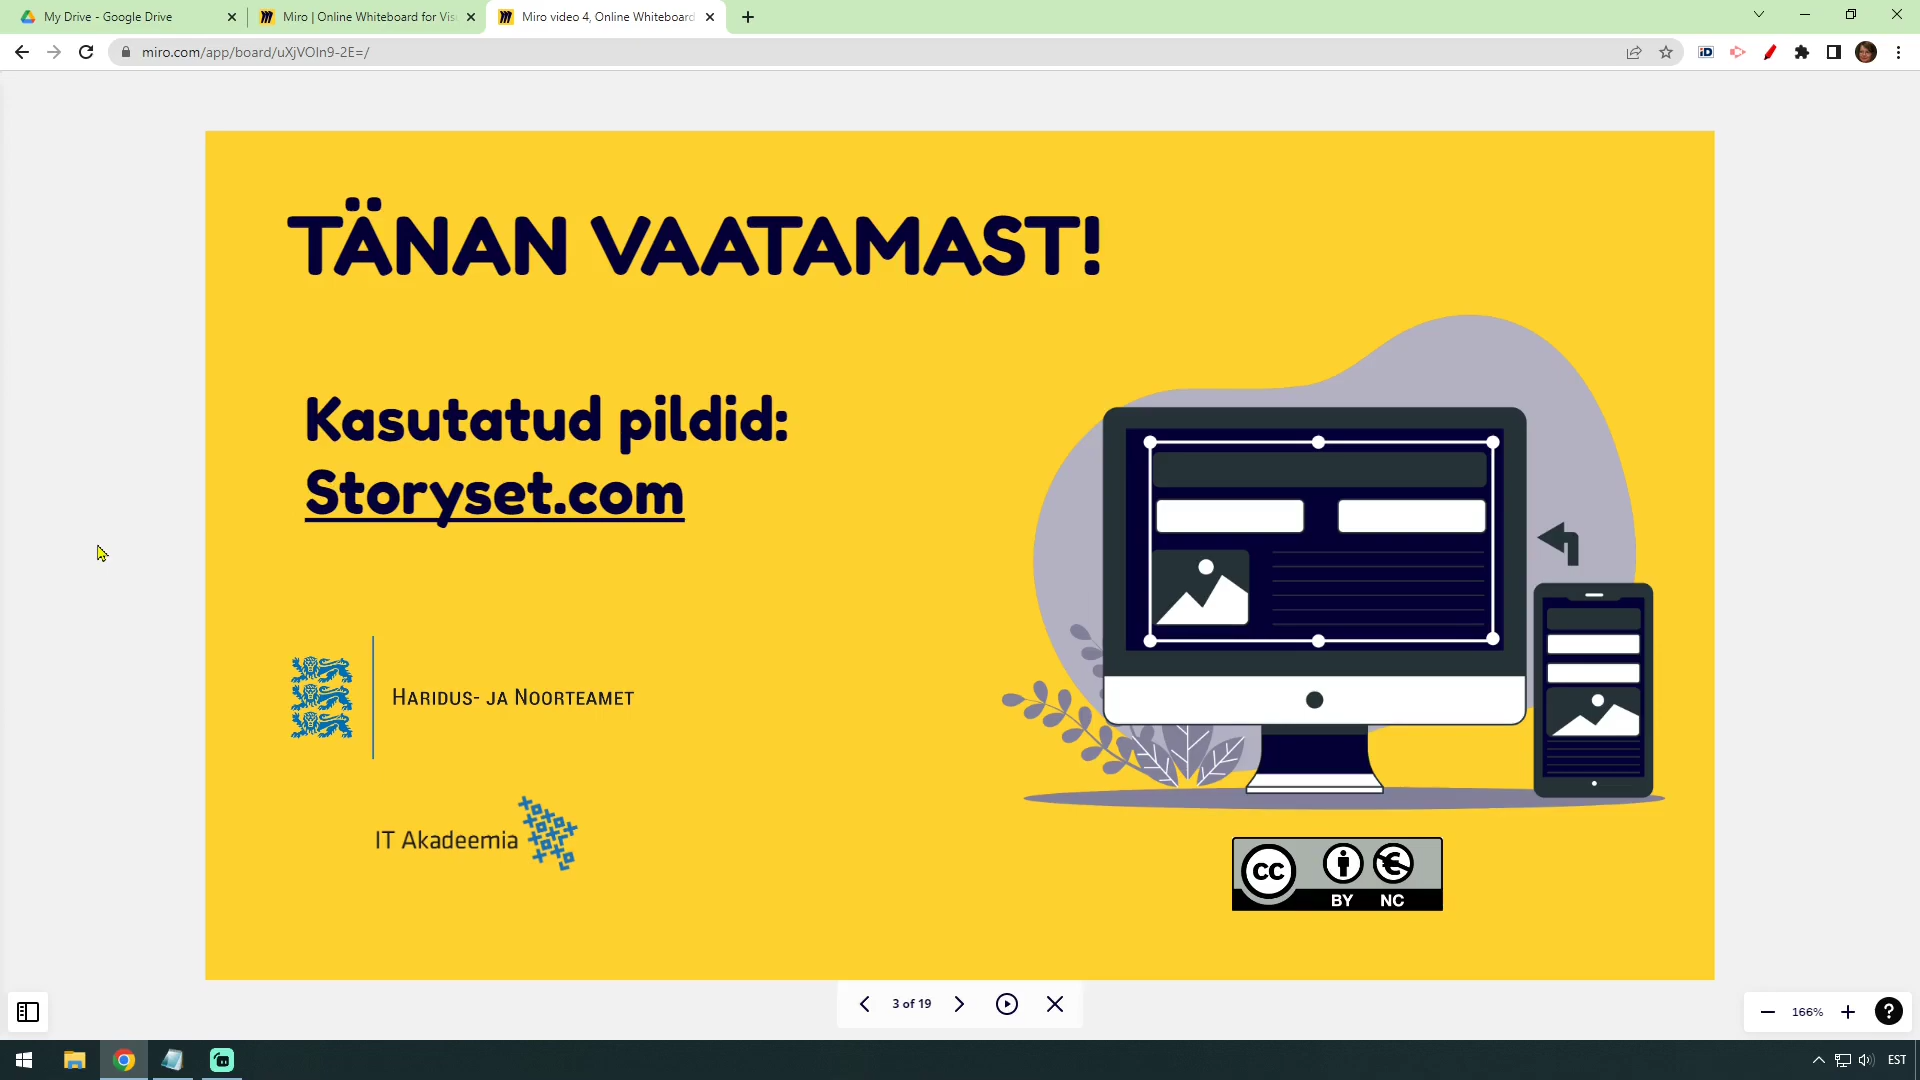 My Drive - Google Drive
Miro | Online Whiteboard for Vis
Miro video 4, Online Whiteboard
miro.com/app/board/uXjVOIn9-2E=/
TÄNAN VAATAMAST!
Kasutatud pildid:
Storyset.com
HARIDUS- JA NOORTEAMET
IT Akadeemia
CC
BY NC
3 of 19
166%
?
EST